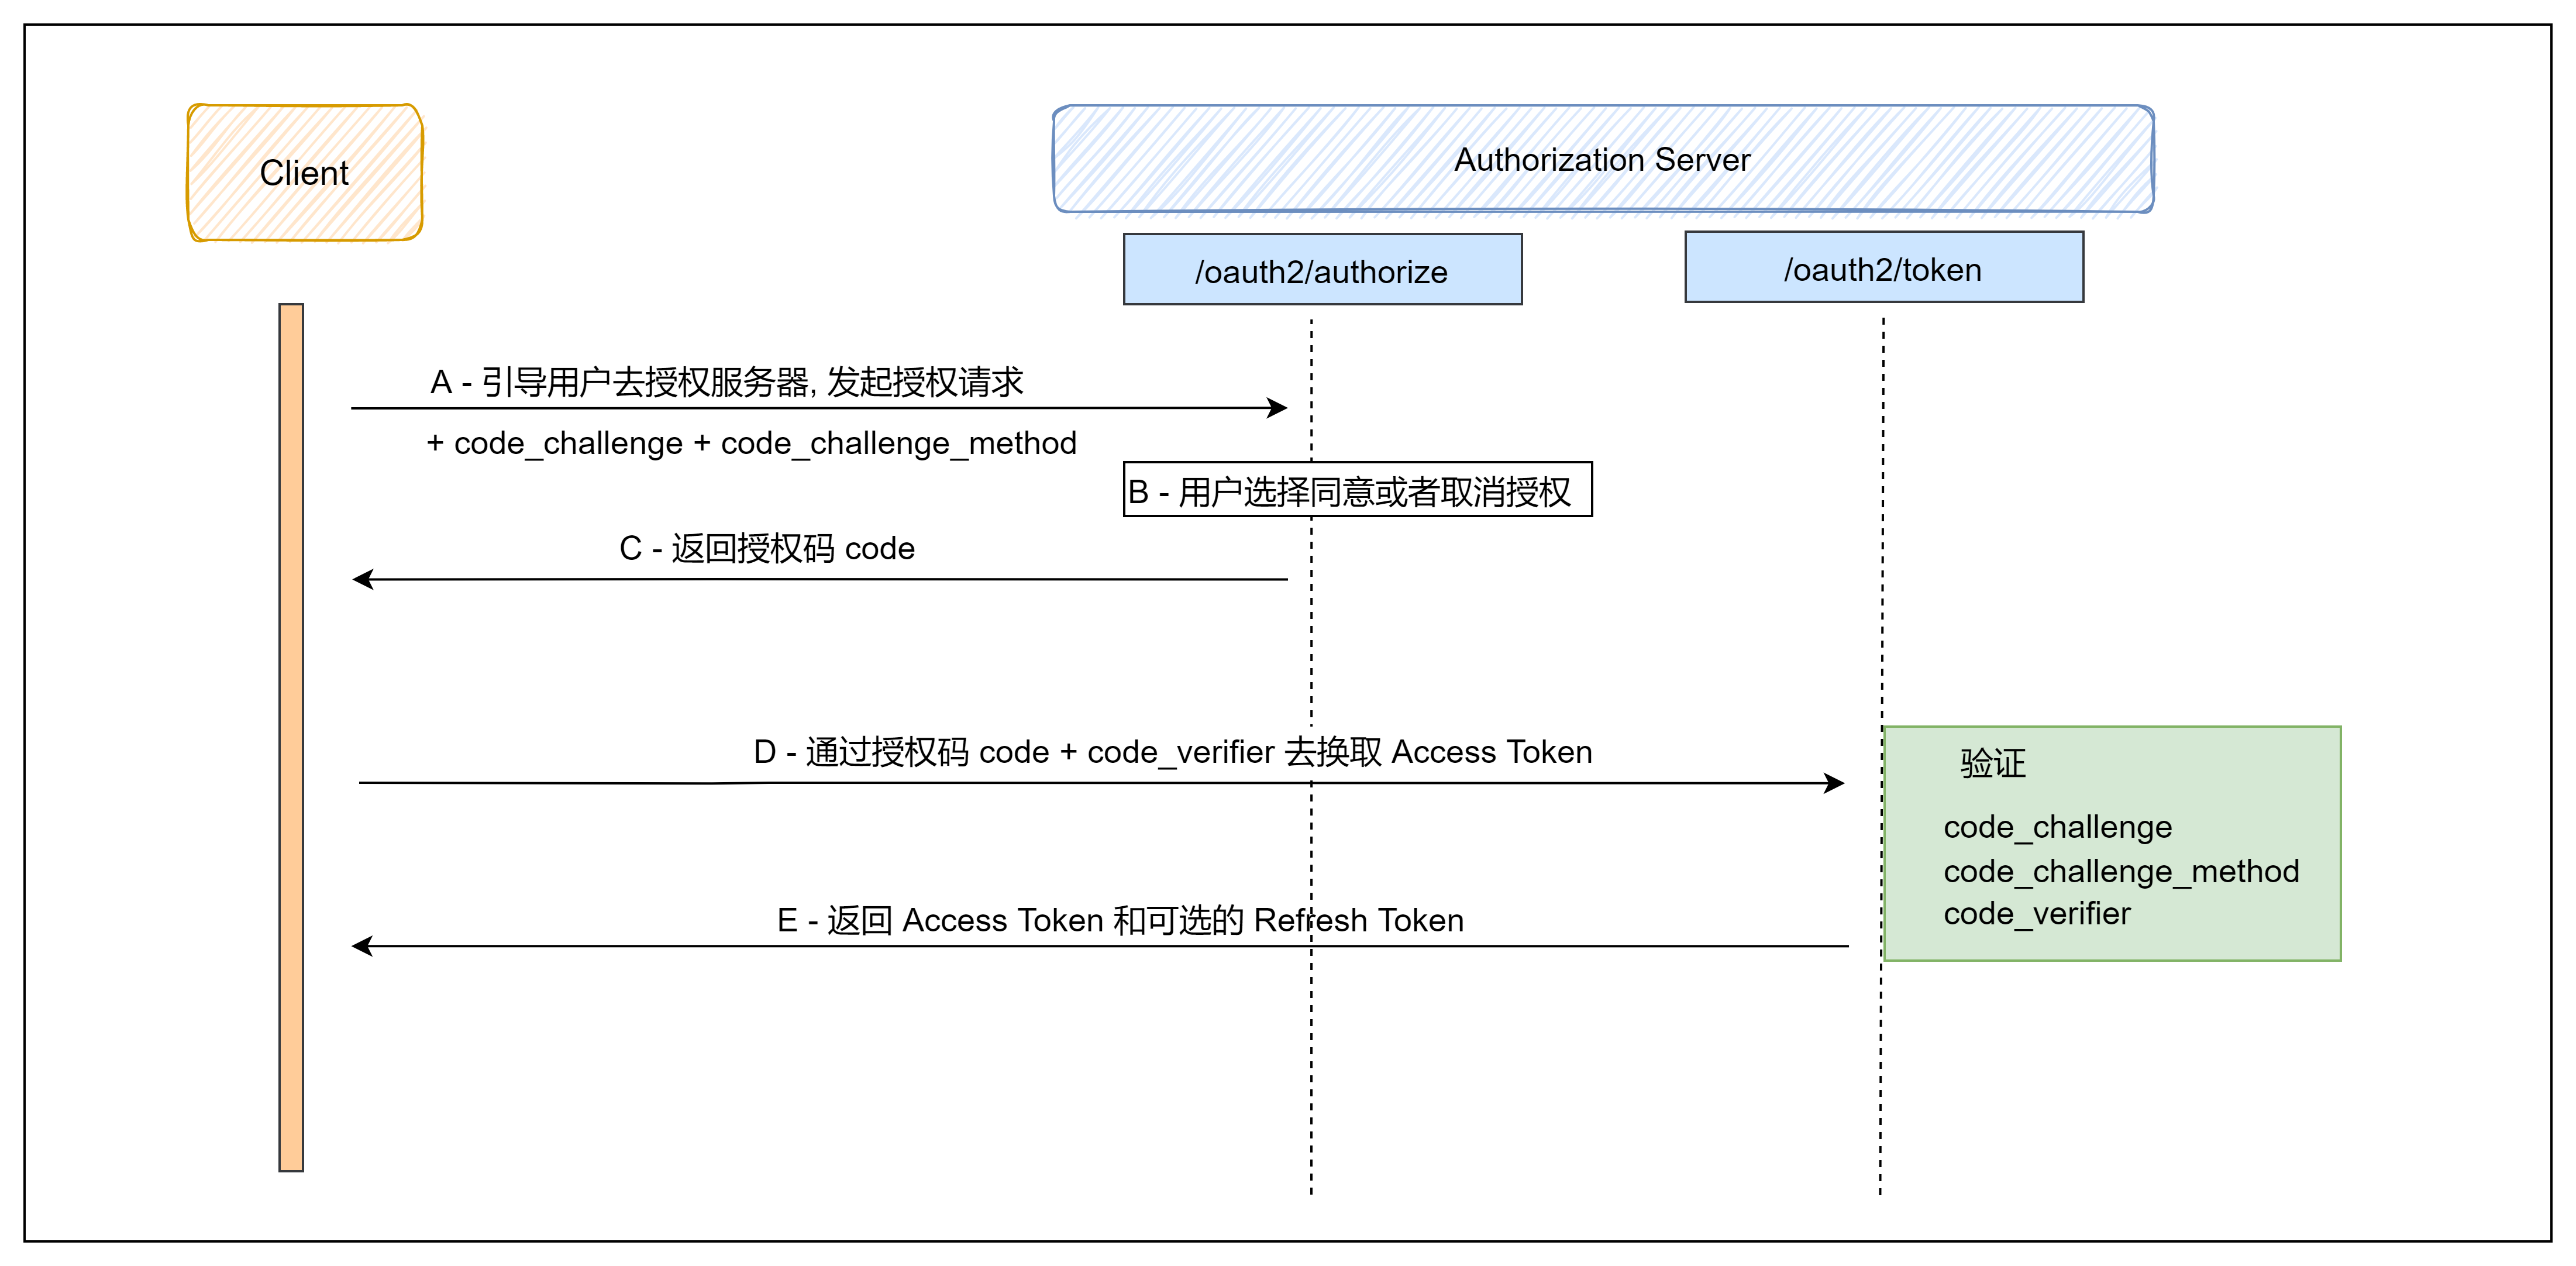 Client
Authorization Server
/oauth2/authorize
/oauth2/token
A - 引导用户去授权服务器, 发起授权请求
+ code_challenge + code_challenge_method
B - 用户选择同意或者取消授权
C - 返回授权码 code
D - 通过授权码 code + code_verifier 去换取 Access Token
验证
code_challenge
code_challenge_method
code_verifier
E - 返回 Access Token 和可选的 Refresh Token